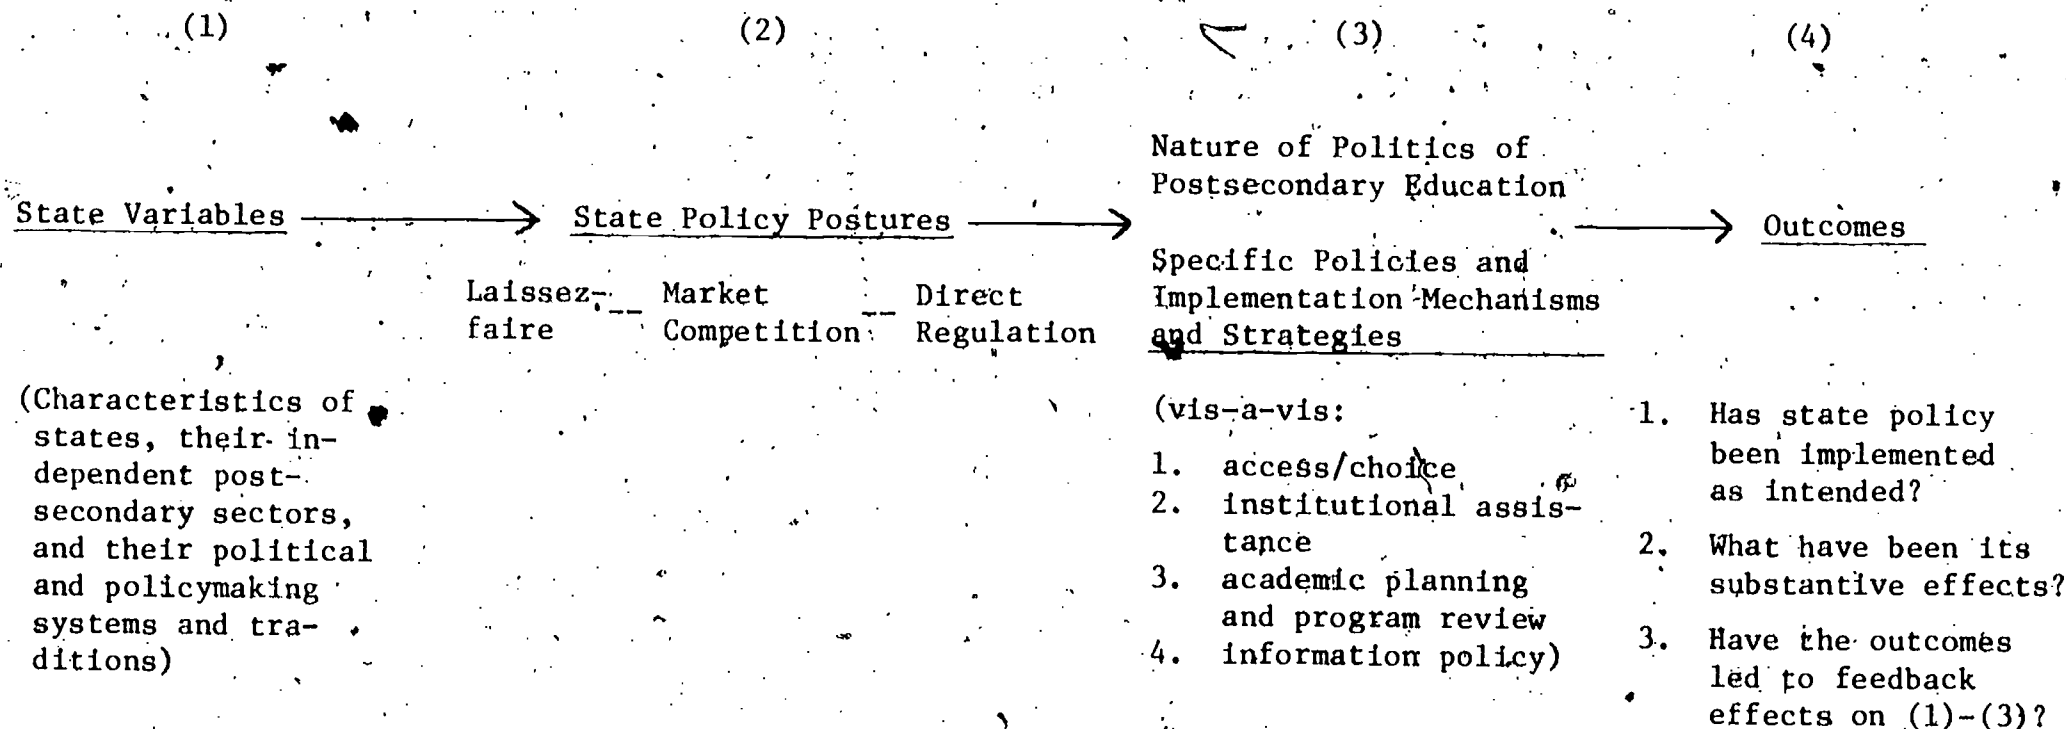 (1) (2) (3) (4)
Nature of Politics of
Postsecondary Education
State Variables State Policy Postures Outcomes
Specific Policies and
Implementation Mechanisms
and Strategies
Laissez- -- Market -- Direct
faire Competition Regulation
(Characteristics of
states, their in-
dependent post-
secondary sectors,
and their political
and policymaking
systems and tra-
ditions)
(vis-a-vis:
1. access/choice
2. institutional assis-
tance
3. academic planning
and program review
4. information policy)
1. Has state policy
been implemented
as intended?
2. What have been its
substantive effects?
3. Have the outcomes
led to feedback
effects on (1)-(3)?